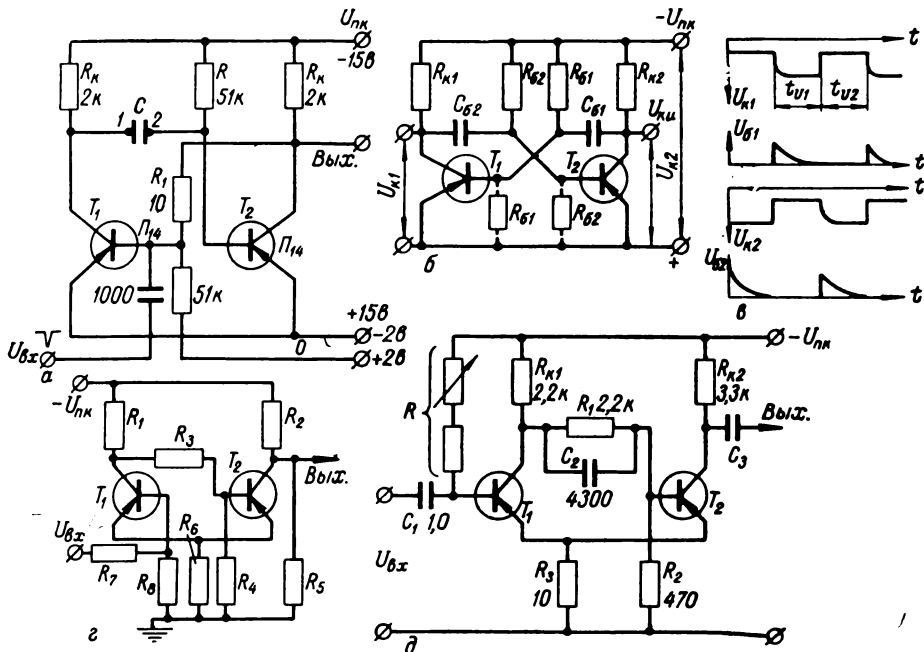 Uпк
-15в
Rк
2к
R
51к
Rк
2к
C
1
2
Вых.
R1
10
T1
T2
П14
П14
1000
51к
+15в
0
-2в
+2в
Uвх
а
-Uпк
Rк1
Rб2
Rб1
Rк2
Cб2
Cб1
Uки
Uк1
T1
T2
Uк2
Rб1
Rб2
б
+
t
Uк1
tu1
tu2
Uб1
t
t
Uк2
Uб2
t
в
-Uпк
R1
R2
R3
T1
T2
Вых.
Uвх
R6
R7
R8
R4
R5
г
-Uпк
R
Rк1
2,2к
Rк2
3,3к
R1 2,2к
Вых.
C2
4300
C3
T1
T2
C1 1,0
Uвх
R3
10
R2
470
д